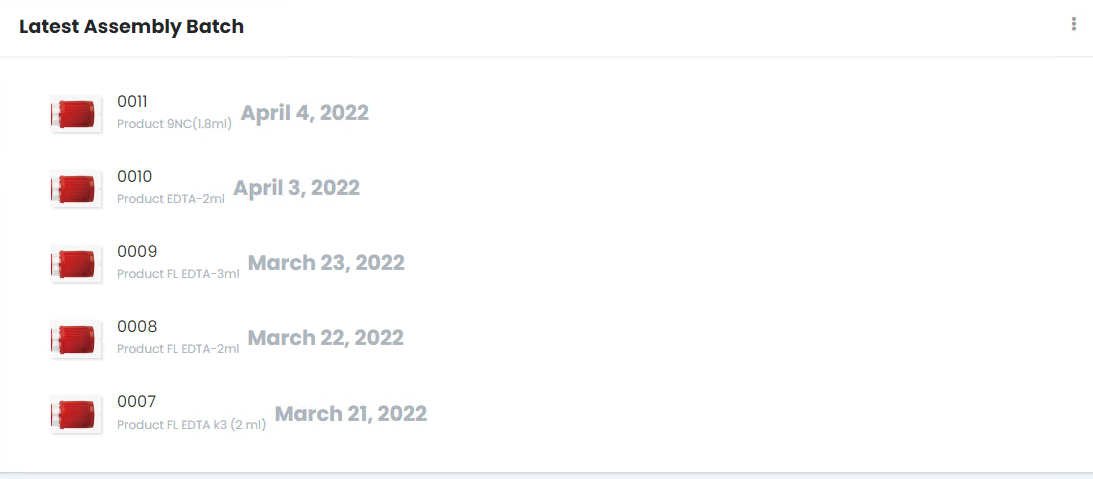 Latest Assembly Batch
0011
Product 9NC(1.8ml) April 4, 2022
0010
Product EDTA-2ml April 3, 2022
0009
Product FL EDTA-3ml March 23, 2022
0008
Product FL EDTA-2ml March 22, 2022
0007
Product FL EDTA k3 (2 ml) March 21, 2022